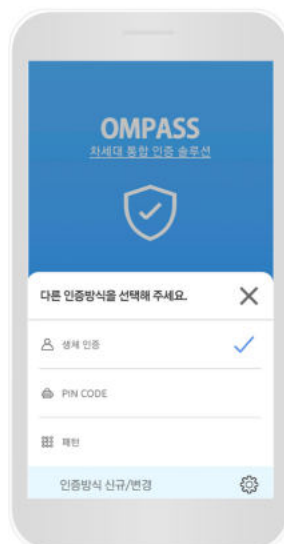 OMPASS
차세대 통합 인증 솔루션
다른 인증방식을 선택해 주세요.
생체 인증
PIN CODE
패턴
인증방식 신규/변경